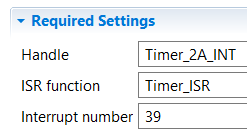 Required Settings
Handle Timer_2A_INT
ISR function Timer_ISR
Interrupt number 39